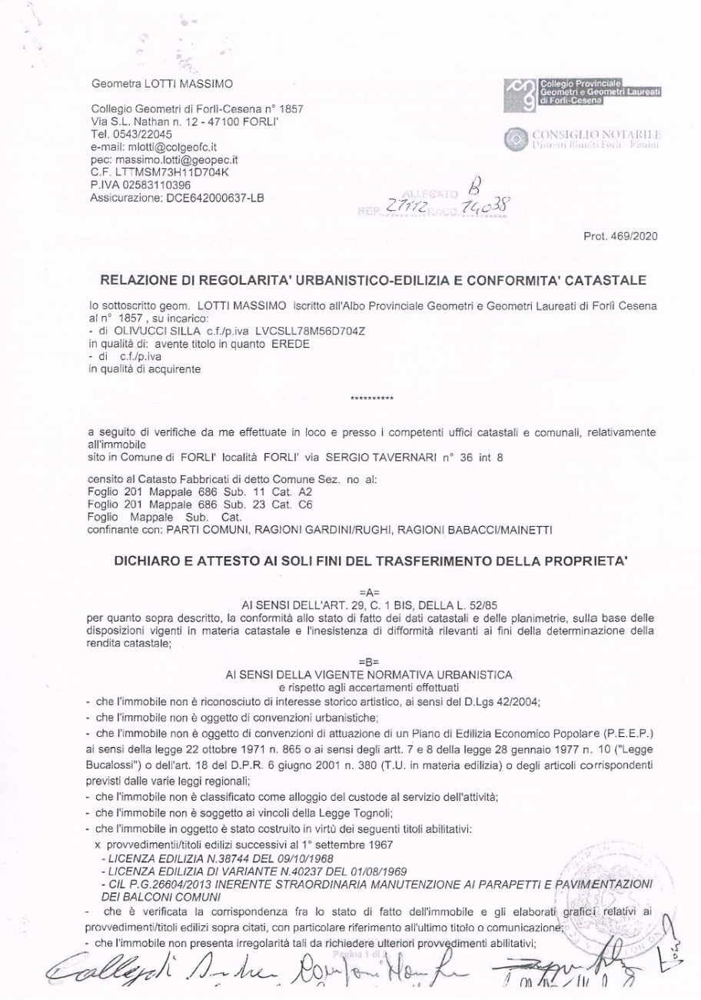 Geometra LOTTI MASSIMO
Collegio Geometri di Forlì-Cesena n° 1857
Via S.L. Nathan n. 12 - 47100 FORLI'
Tel. 0543/22045
e-mail: mlotti@colgeofc.it
pec: massimo.lotti@geopec.it
C.F. LTTMSM73H11D704K
P.IVA 02583110396
Assicurazione: DCE642000637-LB
Collegio Provinciale
Geometri e Geometri Laureati
di Forlì-Cesena
CONSIGLIO NOTARILE
Distretti Riuniti Forlì - Rimini
ALLEGATO B
REP. 27112 RACC. 14038
Prot. 469/2020
RELAZIONE DI REGOLARITA' URBANISTICO-EDILIZIA E CONFORMITA' CATASTALE
Io sottoscritto geom. LOTTI MASSIMO iscritto all'Albo Provinciale Geometri e Geometri Laureati di Forlì Cesena
al n° 1857 , su incarico:
- di OLIVUCCI SILLA c.f./p.iva LVCSLL78M56D704Z
in qualità di: avente titolo in quanto EREDE
- di c.f./p.iva
in qualità di acquirente
**********
a seguito di verifiche da me effettuate in loco e presso i competenti uffici catastali e comunali, relativamente
all'immobile
sito in Comune di FORLI' località FORLI' via SERGIO TAVERNARI n° 36 int 8
censito al Catasto Fabbricati di detto Comune Sez. no al:
Foglio 201 Mappale 686 Sub. 11 Cat. A2
Foglio 201 Mappale 686 Sub. 23 Cat. C6
Foglio Mappale Sub. Cat.
confinante con: PARTI COMUNI, RAGIONI GARDINI/RUGHI, RAGIONI BABACCI/MAINETTI
DICHIARO E ATTESTO AI SOLI FINI DEL TRASFERIMENTO DELLA PROPRIETA'
=A=
AI SENSI DELL'ART. 29, C. 1 BIS, DELLA L. 52/85
per quanto sopra descritto, la conformità allo stato di fatto dei dati catastali e delle planimetrie, sulla base delle
disposizioni vigenti in materia catastale e l'inesistenza di difformità rilevanti ai fini della determinazione della
rendita catastale;
=B=
AI SENSI DELLA VIGENTE NORMATIVA URBANISTICA
e rispetto agli accertamenti effettuati
- che l'immobile non è riconosciuto di interesse storico artistico, ai sensi del D.Lgs 42/2004;
- che l'immobile non è oggetto di convenzioni urbanistiche;
- che l'immobile non è oggetto di convenzioni di attuazione di un Piano di Edilizia Economico Popolare (P.E.E.P.)
ai sensi della legge 22 ottobre 1971 n. 865 o ai sensi degli artt. 7 e 8 della legge 28 gennaio 1977 n. 10 ("Legge
Bucalossi") o dell'art. 18 del D.P.R. 6 giugno 2001 n. 380 (T.U. in materia edilizia) o degli articoli corrispondenti
previsti dalle varie leggi regionali;
- che l'immobile non è classificato come alloggio del custode al servizio dell'attività;
- che l'immobile non è soggetto ai vincoli della Legge Tognoli;
- che l'immobile in oggetto è stato costruito in virtù dei seguenti titoli abilitativi:
x provvedimentii/titoli edilizi successivi al 1° settembre 1967
- LICENZA EDILIZIA N.38744 DEL 09/10/1968
- LICENZA EDILIZIA DI VARIANTE N.40237 DEL 01/08/1969
- CIL P.G.26604/2013 INERENTE STRAORDINARIA MANUTENZIONE AI PARAPETTI E PAVIMENTAZIONI
DEI BALCONI COMUNI
- che è verificata la corrispondenza fra lo stato di fatto dell'immobile e gli elaborati grafici relativi ai
provvedimenti/titoli edilizi sopra citati, con particolare riferimento all'ultimo titolo o comunicazione;
- che l'immobile non presenta irregolarità tali da richiedere ulteriori provvedimenti abilitativi;
Pagina 1 di